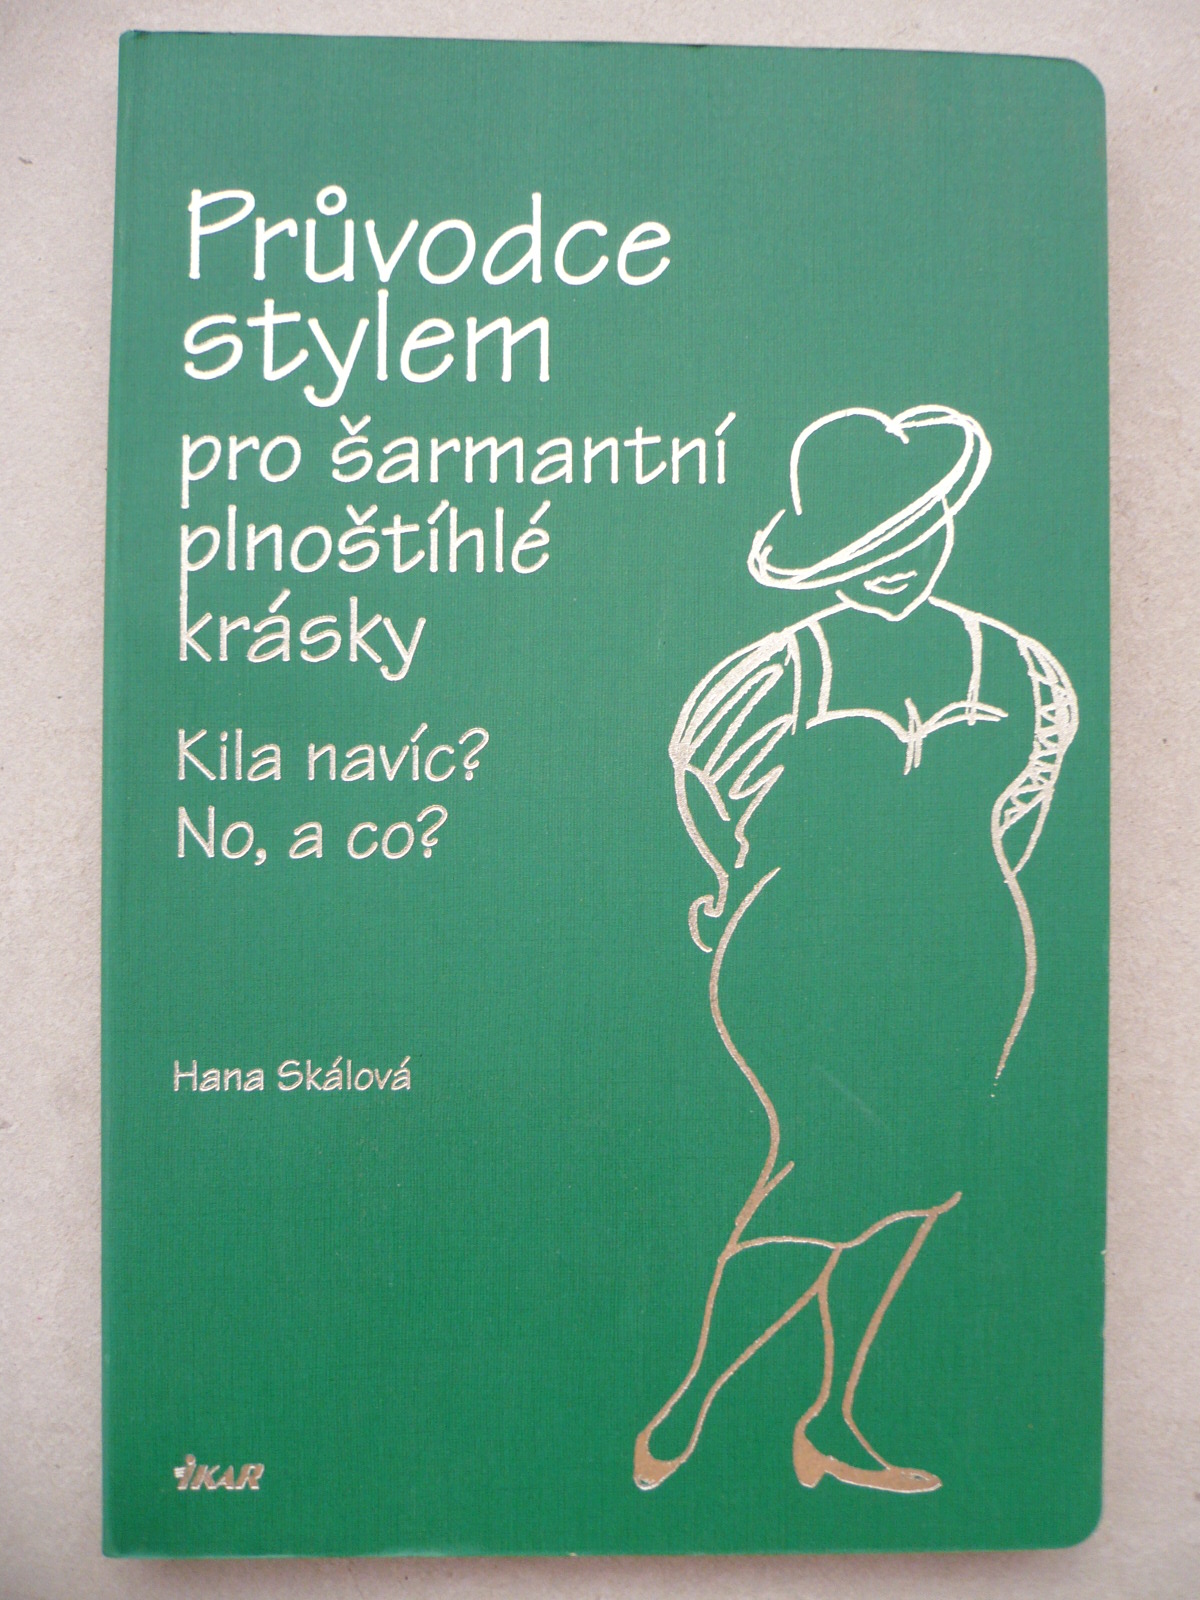 Průvodce
stylem
pro šarmantní
plnoštíhlé
krásky
Kila navíc?
No, a co?
Hana Skálová
IKAR